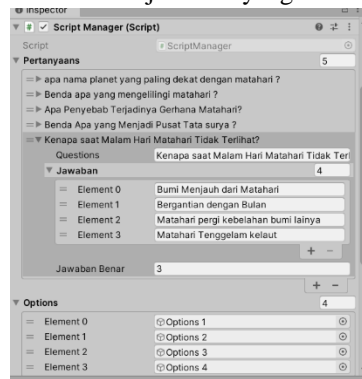 Inspector
Script Manager (Script)
Script ScriptManager
Pertanyaans 5
apa nama planet yang paling dekat dengan matahari ?
Benda apa yang mengelilingi matahari ?
Apa Penyebab Terjadinya Gerhana Matahari?
Benda Apa yang Menjadi Pusat Tata surya ?
Kenapa saat Malam Hari Matahari Tidak Terlihat?
Questions Kenapa saat Malam Hari Matahari Tidak Terl
Jawaban 4
Element 0 Bumi Menjauh dari Matahari
Element 1 Bergantian dengan Bulan
Element 2 Matahari pergi kebelahan bumi lainya
Element 3 Matahari Tenggelam kelaut
+ −
Jawaban Benar 3
+ −
Options 4
Element 0 Options 1
Element 1 Options 2
Element 2 Options 3
Element 3 Options 4